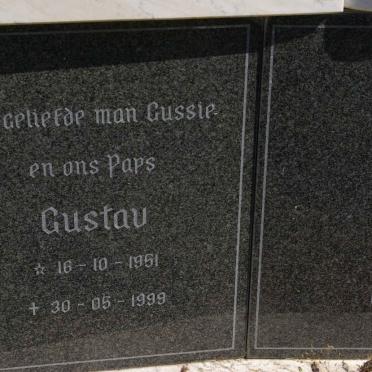 geliefde man Gussie
en ons Paps
Gustav
☆ 16 - 10 - 1951
✝ 30 - 05 - 1999